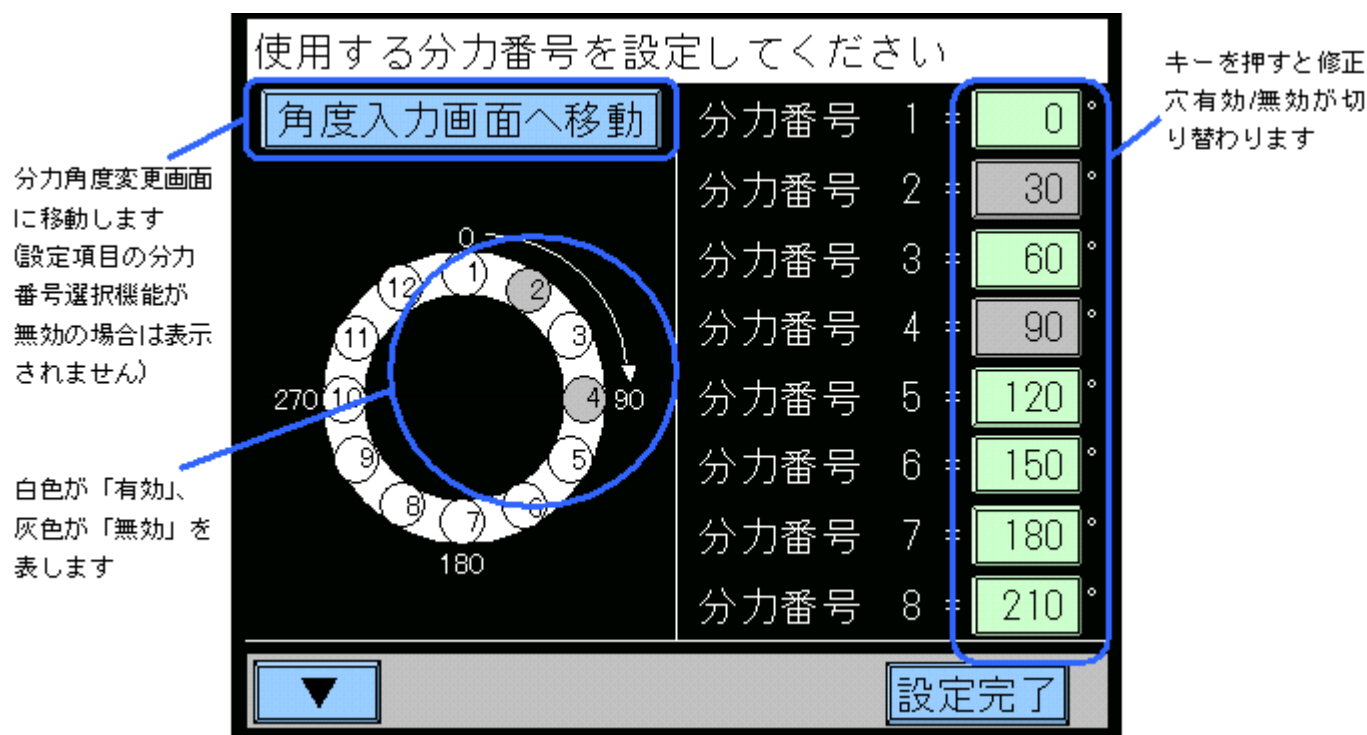 使用する分力番号を設定してください
角度入力画面へ移動
分力番号 1 = 0°
分力番号 2 = 30°
分力番号 3 = 60°
分力番号 4 = 90°
分力番号 5 = 120°
分力番号 6 = 150°
分力番号 7 = 180°
分力番号 8 = 210°
0
1
2
3
4
5
6
7
8
9
10
11
12
90
180
270
▼
設定完了
分力角度変更画面
に移動します
(設定項目の分力
番号選択機能が
無効の場合は表示
されません)
白色が「有効」、
灰色が「無効」を
表します
キーを押すと修正
穴有効/無効が切
り替わります